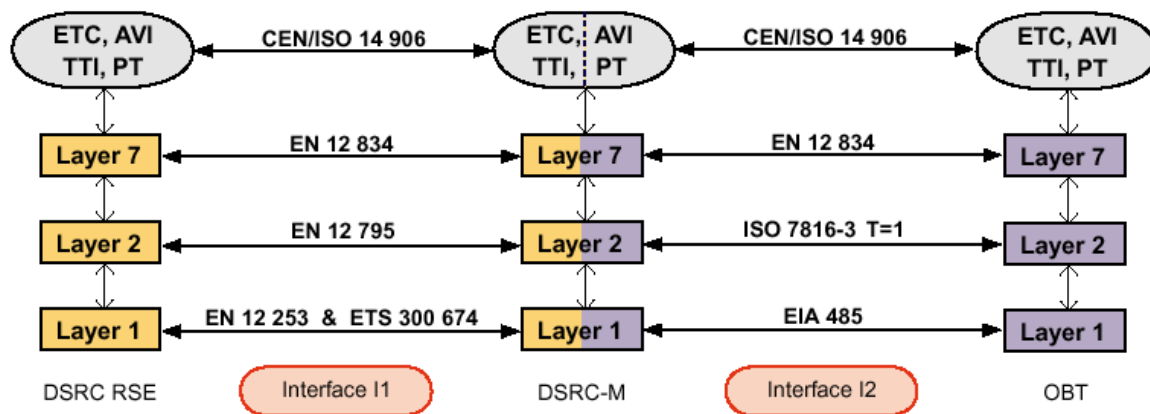 ETC, AVI
TTI, PT
CEN/ISO 14 906
ETC, AVI
TTI, PT
CEN/ISO 14 906
ETC, AVI
TTI, PT
Layer 7
EN 12 834
Layer 7
EN 12 834
Layer 7
Layer 2
EN 12 795
Layer 2
ISO 7816-3 T=1
Layer 2
Layer 1
EN 12 253 & ETS 300 674
Layer 1
EIA 485
Layer 1
DSRC RSE
Interface I1
DSRC-M
Interface I2
OBT